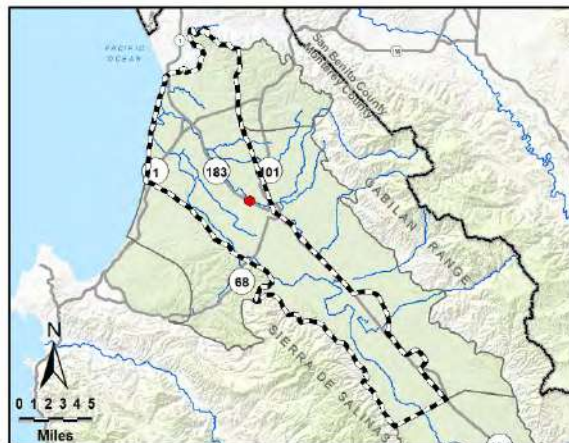 PACIFIC
OCEAN
1
San Benito County
Monterey County
1
183
101
68
GABILAN RANGE
SIERRA DE SALINAS
N
0 1 2 3 4 5
Miles